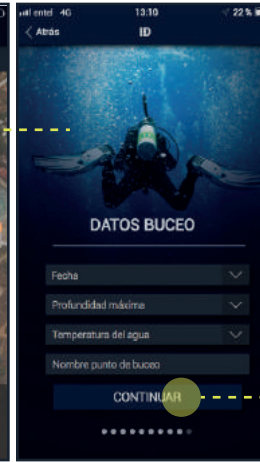 entel 4G 13:10 22 %
Atrás ID
DATOS BUCEO
Fecha
Profundidad máxima
Temperatura del agua
Nombre punto de buceo
CONTINUAR